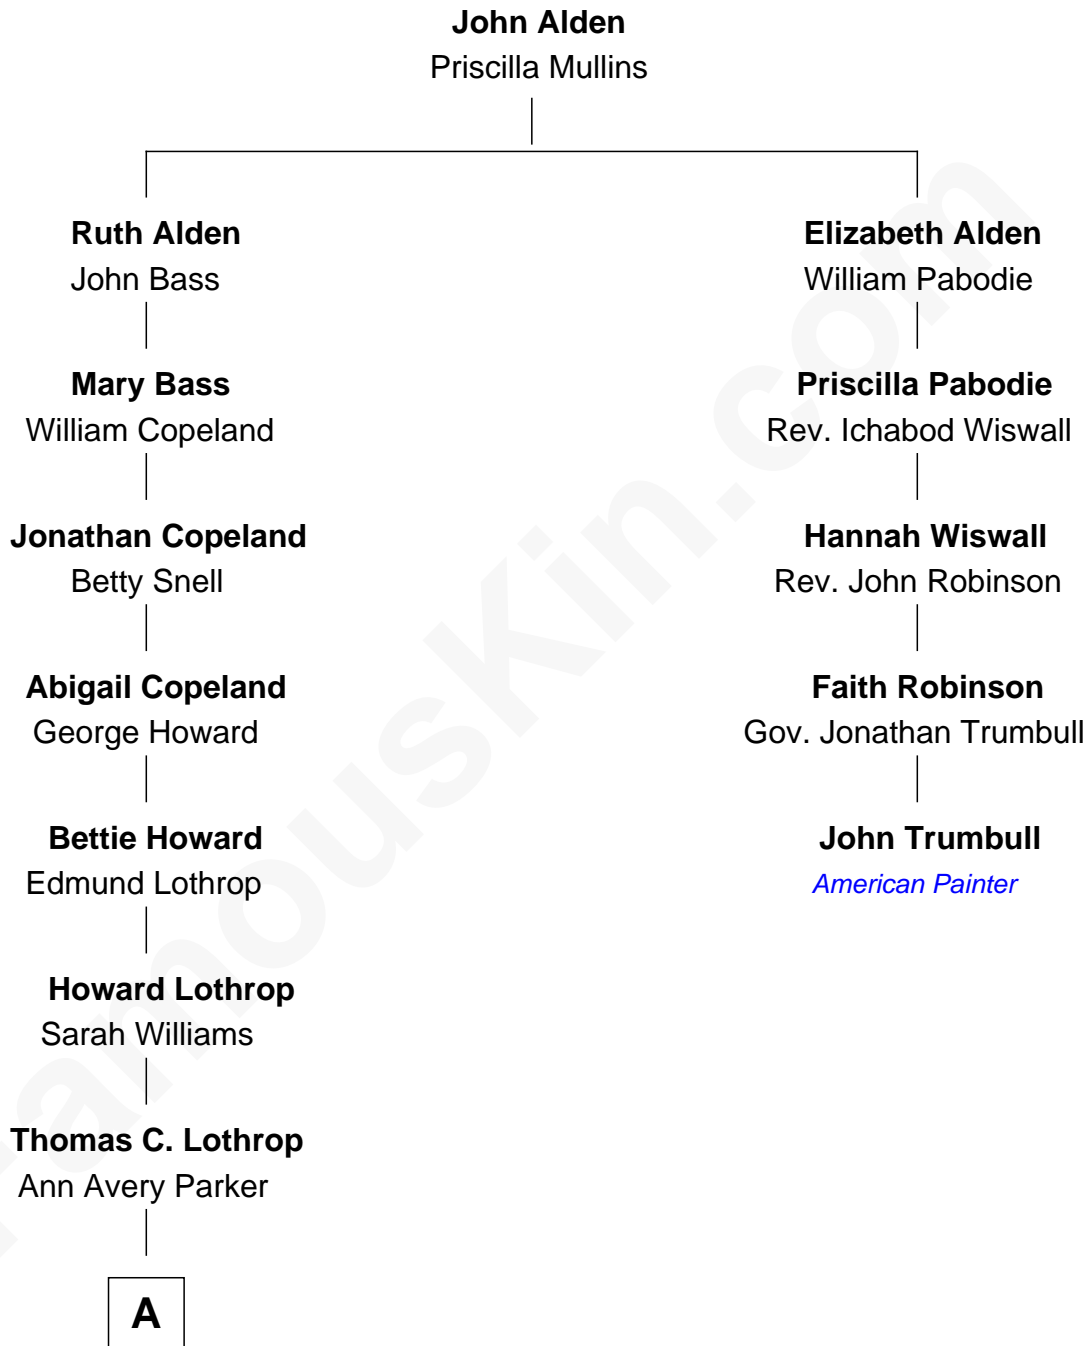 John Alden
Priscilla Mullins
Ruth Alden
John Bass
Elizabeth Alden
William Pabodie
Mary Bass
William Copeland
Priscilla Pabodie
Rev. Ichabod Wiswall
Jonathan Copeland
Betty Snell
Hannah Wiswall
Rev. John Robinson
Abigail Copeland
George Howard
Faith Robinson
Gov. Jonathan Trumbull
Bettie Howard
Edmund Lothrop
John Trumbull
American Painter
Howard Lothrop
Sarah Williams
Thomas C. Lothrop
Ann Avery Parker
A
FamousKin.com